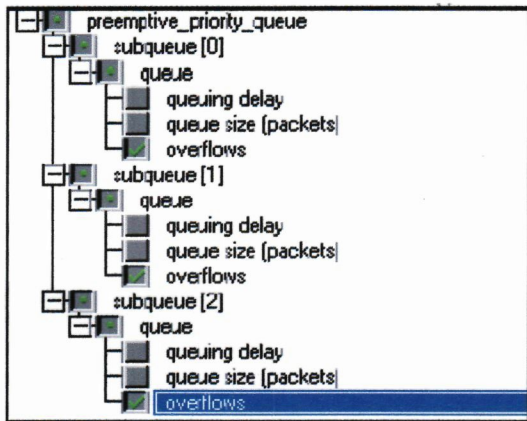 preemptive_priority_queue
subqueue [0]
queue
queuing delay
queue size (packets)
overflows
subqueue [1]
queue
queuing delay
queue size (packets)
overflows
subqueue [2]
queue
queuing delay
queue size (packets)
overflows